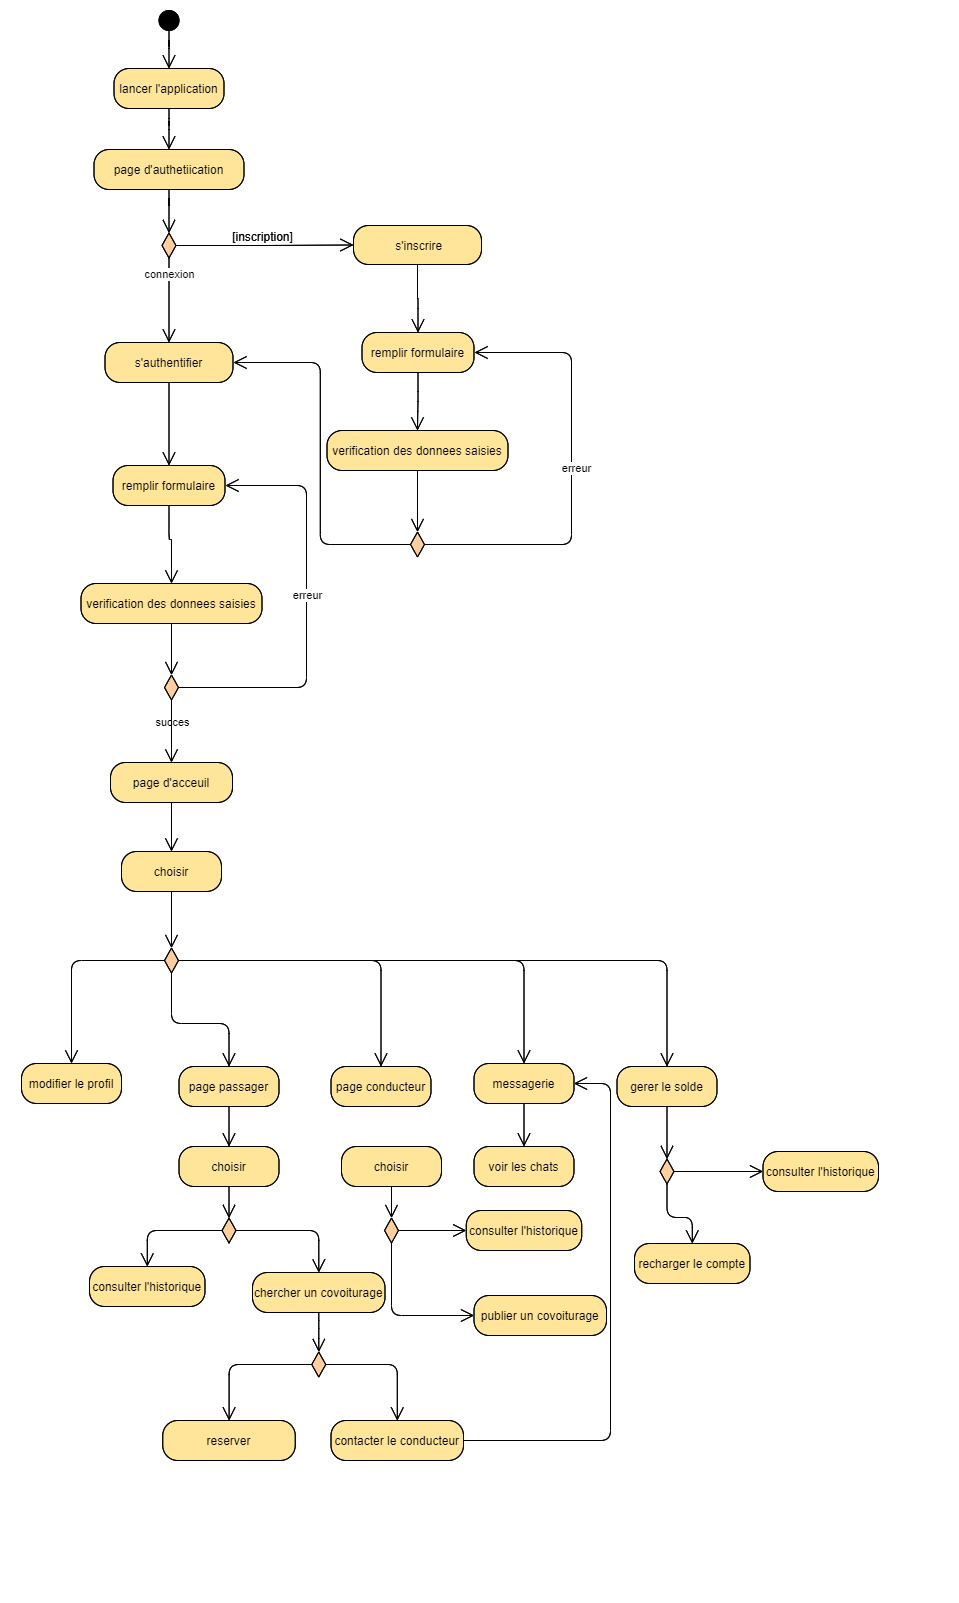 lancer l'application
page d'authetiication
[inscription]
s'inscrire
connexion
remplir formulaire
s'authentifier
verification des donnees saisies
erreur
remplir formulaire
erreur
verification des donnees saisies
succes
page d'acceuil
choisir
modifier le profil
page passager
page conducteur
messagerie
gerer le solde
choisir
choisir
voir les chats
consulter l'historique
consulter l'historique
recharger le compte
consulter l'historique
chercher un covoiturage
publier un covoiturage
reserver
contacter le conducteur